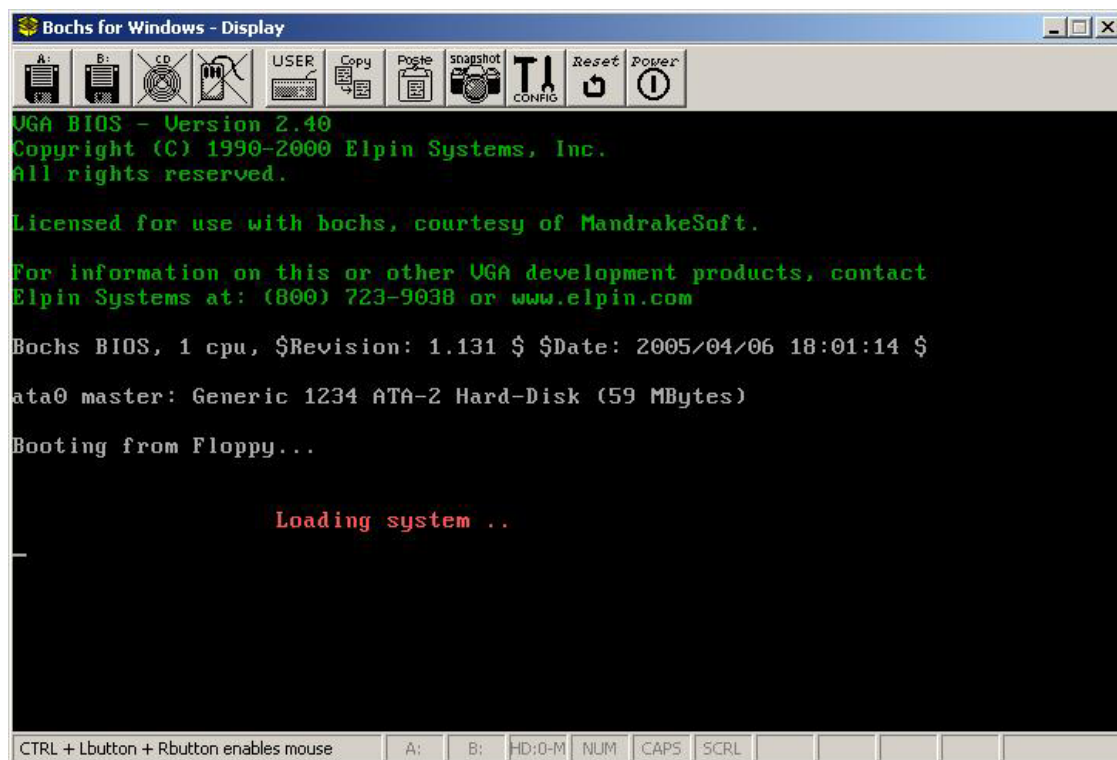 Bochs for Windows - Display
A: B: CD USER Copy Paste snapshot CONFIG Reset Power
VGA BIOS - Version 2.40
Copyright (C) 1990-2000 Elpin Systems, Inc.
All rights reserved.
Licensed for use with bochs, courtesy of MandrakeSoft.
For information on this or other VGA development products, contact
Elpin Systems at: (800) 723-9038 or www.elpin.com
Bochs BIOS, 1 cpu, $Revision: 1.131 $ $Date: 2005/04/06 18:01:14 $
ata0 master: Generic 1234 ATA-2 Hard-Disk (59 MBytes)
Booting from Floppy...
Loading system ..
CTRL + Lbutton + Rbutton enables mouse A: B: HD:0-M NUM CAPS SCRL